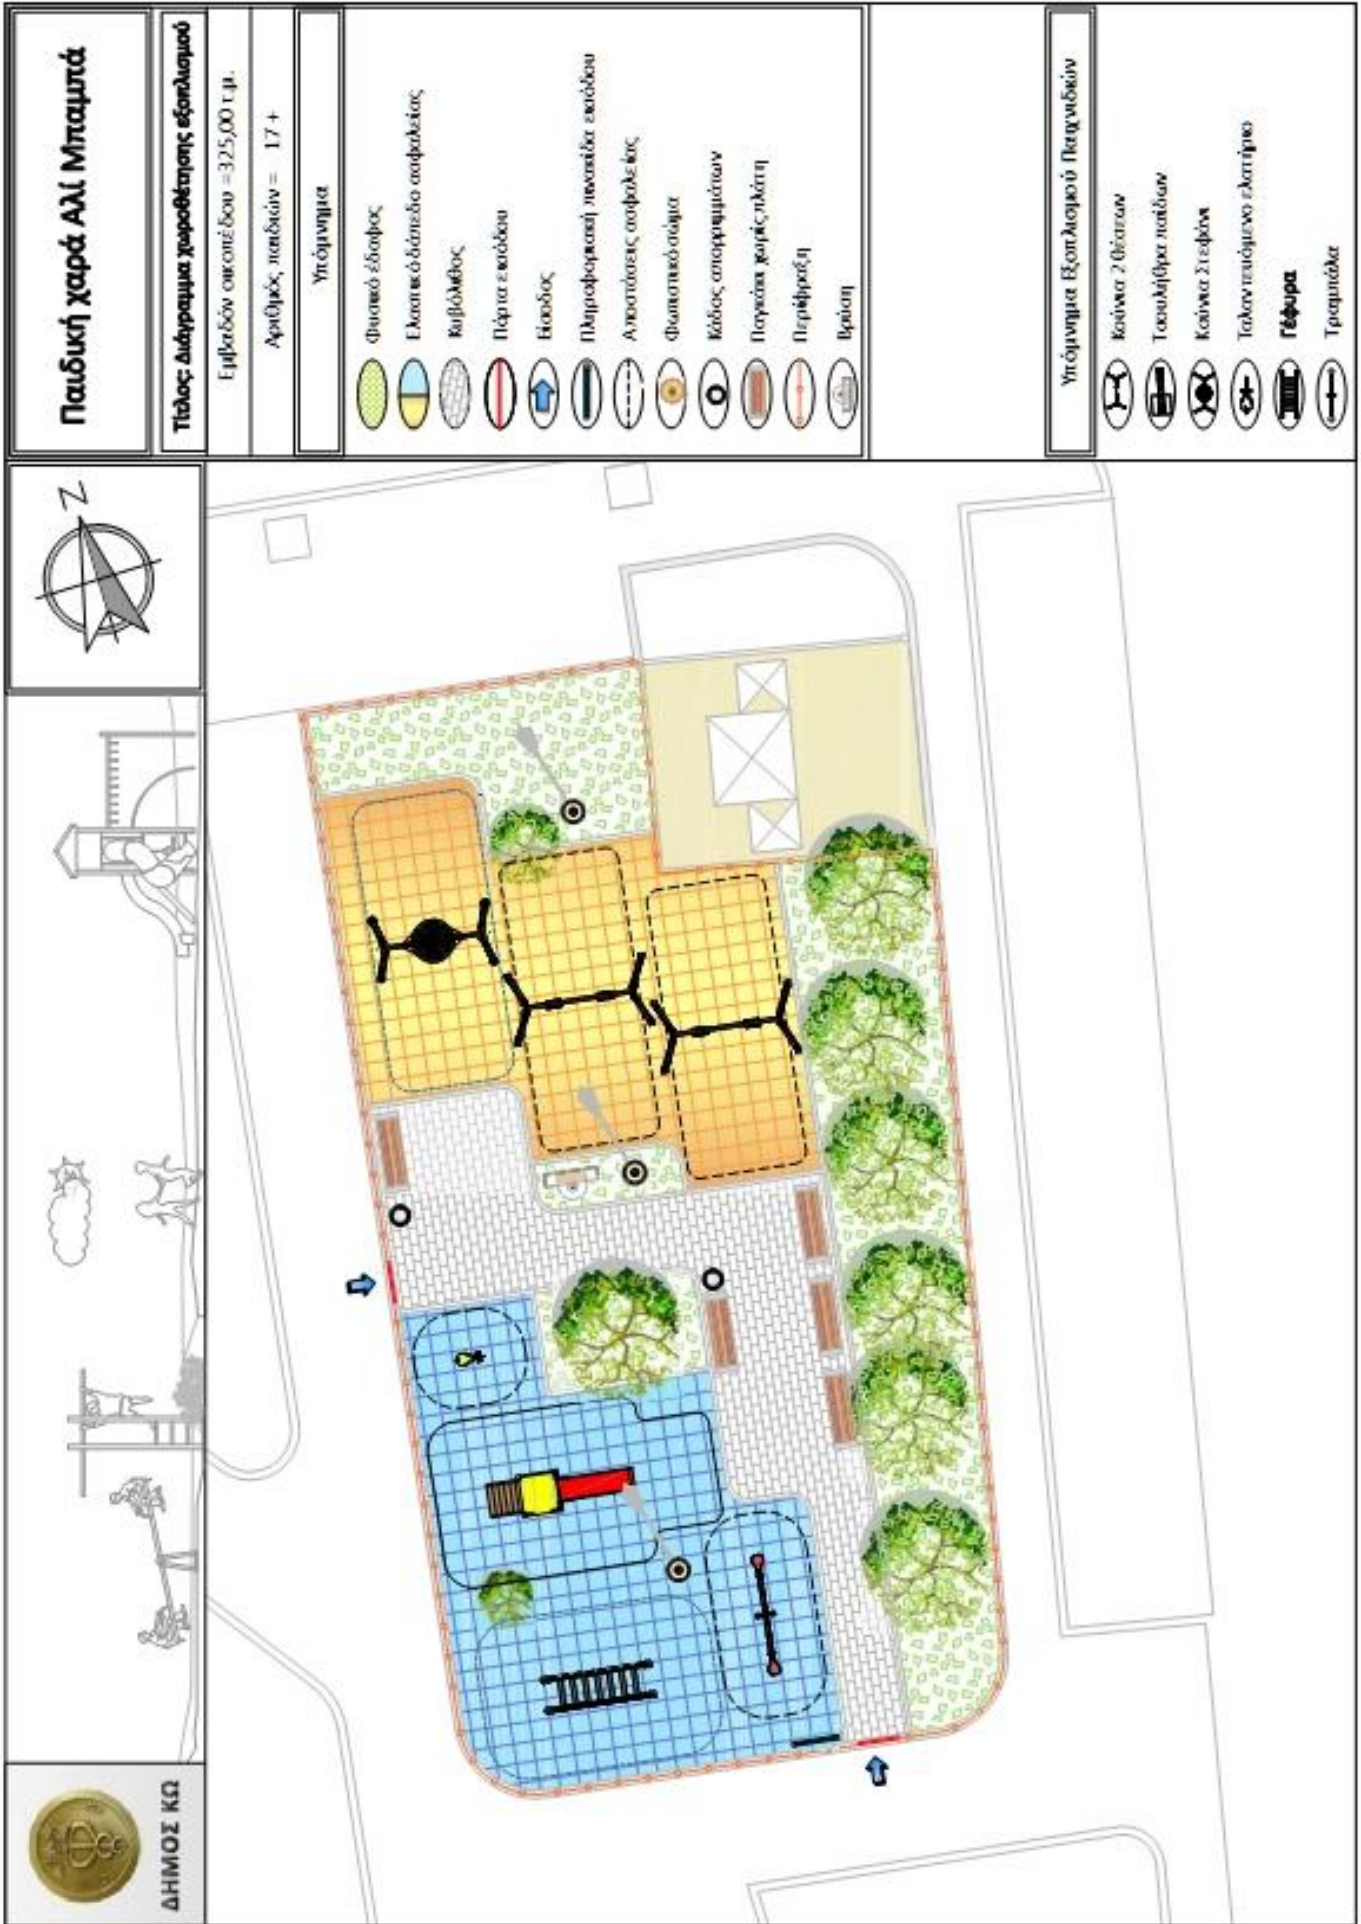 Παιδική χαρά Αλί Μπαμπά
Τίτλος: Διάγραμμα χωροθέτησης εξοπλισμού
Εμβαδόν οικοπέδου =325,00 τ.μ.
Αριθμός παιδιών = 17+
Υπόμνημα
Φυσικό έδαφος
Ελαστικό δάπεδο ασφαλείας
Κυβόλιθος
Πόρτα εισόδου
Είσοδος
Πληροφοριακή πινακίδα εισόδου
Αποστάσεις ασφαλείας
Φωτιστικό σώμα
Κάδος απορριμμάτων
Παγκάκι χωρίς πλάτη
Περίφραξη
Βρύση
Υπόμνημα Εξοπλισμού Παιχνιδιών
Κούνια 2 θέσεων
Τσουλήθρα παίδων
Κούνια Στεφάνι
Ταλαντευόμενο ελατήριο
Γέφυρα
Τραμπάλα
N
ΔΗΜΟΣ ΚΩ